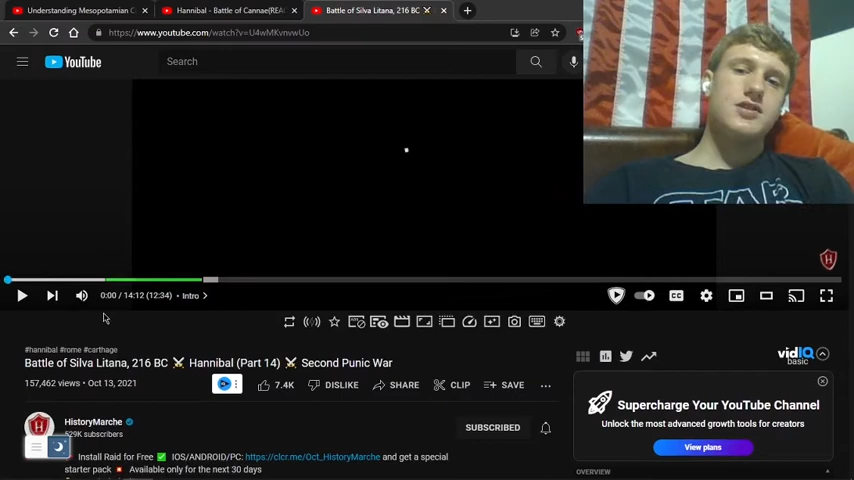 Understanding Mesopotamian C
Hannibal - Battle of Cannae(REA
Battle of Silva Litana, 216 BC ⚔
https://www.youtube.com/watch?v=U4wMKvnvwUo
YouTube
Search
0:00 / 14:12 (12:34) • Intro
CC
#hannibal #rome #carthage
Battle of Silva Litana, 216 BC ⚔ Hannibal (Part 14) ⚔ Second Punic War
157,462 views • Oct 13, 2021
7.4K
DISLIKE
SHARE
CLIP
SAVE
vidIQ
basic
Supercharge Your YouTube Channel
Unlock the most advanced growth tools for creators
View plans
OVERVIEW
HistoryMarche
529K subscribers
SUBSCRIBED
Install Raid for Free ✅ IOS/ANDROID/PC: https://clcr.me/Oct_HistoryMarche and get a special
starter pack Available only for the next 30 days
STA